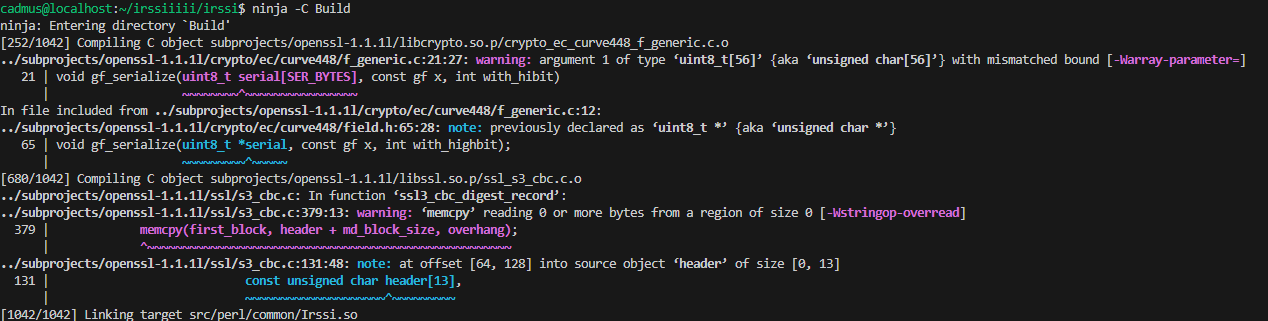 cadmus@localhost:~/irssiiiii/irssi$ ninja -C Build
ninja: Entering directory `Build'
[252/1042] Compiling C object subprojects/openssl-1.1.1l/libcrypto.so.p/crypto_ec_curve448_f_generic.c.o
../subprojects/openssl-1.1.1l/crypto/ec/curve448/f_generic.c:21:27: warning: argument 1 of type ‘uint8_t[56]’ {aka ‘unsigned char[56]’} with mismatched bound [-Warray-parameter=]
   21 | void gf_serialize(uint8_t serial[SER_BYTES], const gf x, int with_hibit)
      |                   ~~~~~~~~^~~~~~~~~~~~~~~~~
In file included from ../subprojects/openssl-1.1.1l/crypto/ec/curve448/f_generic.c:12:
../subprojects/openssl-1.1.1l/crypto/ec/curve448/field.h:65:28: note: previously declared as ‘uint8_t *’ {aka ‘unsigned char *’}
   65 | void gf_serialize(uint8_t *serial, const gf x, int with_highbit);
      |                   ~~~~~~~~~^~~~~~
[680/1042] Compiling C object subprojects/openssl-1.1.1l/libssl.so.p/ssl_s3_cbc.c.o
../subprojects/openssl-1.1.1l/ssl/s3_cbc.c: In function ‘ssl3_cbc_digest_record’:
../subprojects/openssl-1.1.1l/ssl/s3_cbc.c:379:13: warning: ‘memcpy’ reading 0 or more bytes from a region of size 0 [-Wstringop-overread]
  379 |             memcpy(first_block, header + md_block_size, overhang);
      |             ^~~~~~~~~~~~~~~~~~~~~~~~~~~~~~~~~~~~~~~~~~~~~~~~~~~~~
../subprojects/openssl-1.1.1l/ssl/s3_cbc.c:131:48: note: at offset [64, 128] into source object ‘header’ of size [0, 13]
  131 |                            const unsigned char header[13],
      |                            ~~~~~~~~~~~~~~~~~~~~^~~~~~~~~~
[1042/1042] Linking target src/perl/common/Irssi.so